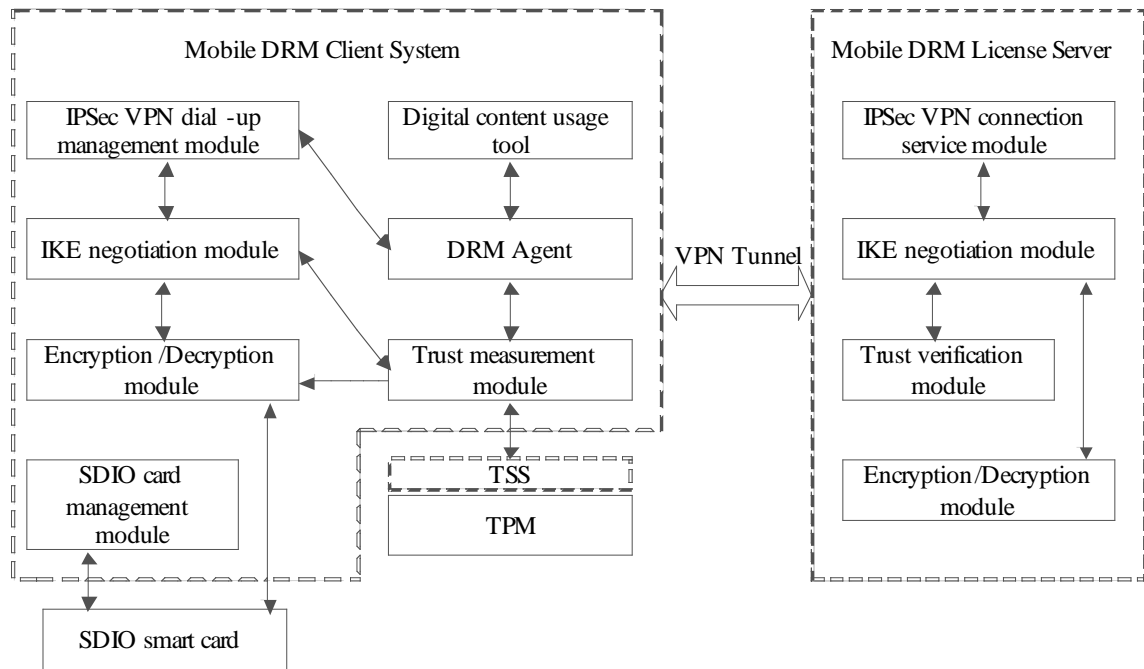 Mobile DRM Client System
IPSec VPN dial -up
management module
Digital content usage
tool
IKE negotiation module
DRM Agent
Encryption /Decryption
module
Trust measurement
module
SDIO card
management
module
TSS
TPM
SDIO smart card
VPN Tunnel
Mobile DRM License Server
IPSec VPN connection
service module
IKE negotiation module
Trust verification
module
Encryption/Decryption
module